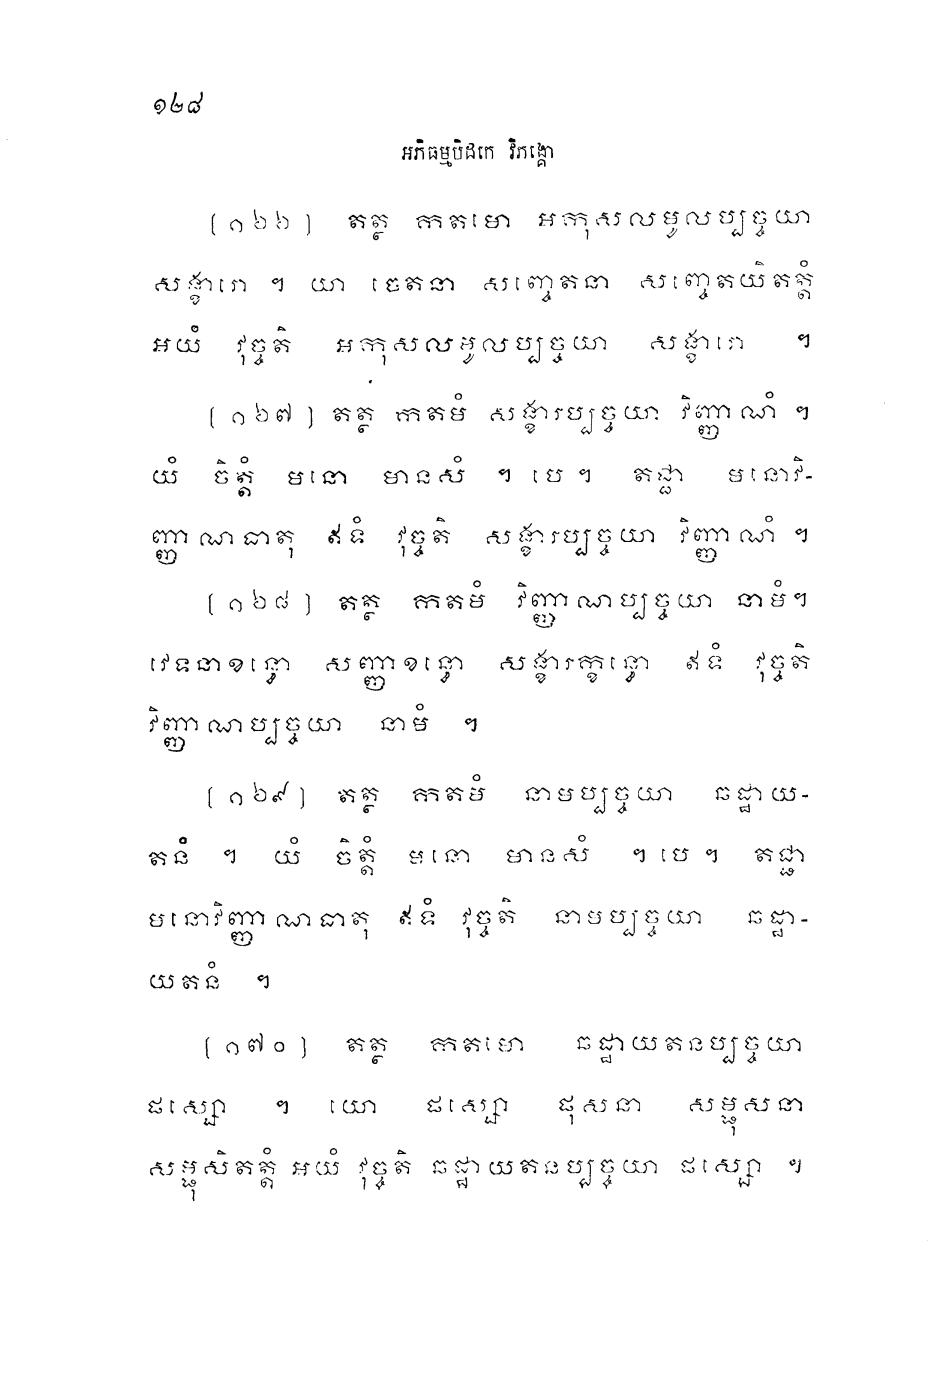 ១២៨
អភិធម្មបិដកេ វិភង្គោ
(១៦៦) តត្ថ កតមោ អកុសលមូលប្បច្ចយា
សង្ខារោ ។ យា ចេតនា សញ្ចេតនា សញ្ចេតយិតត្តំ
អយំ វុច្ចតិ អកុសលមូលប្បច្ចយា សង្ខារោ ។
(១៦៧) តត្ថ កតមំ សង្ខារប្បច្ចយា វិញ្ញាណំ ។
យំ ចិត្តំ មនោ មានសំ ។ បេ ។ តជ្ជា មនោវិ-
ញ្ញាណធាតុ ឥទំ វុច្ចតិ សង្ខារប្បច្ចយា វិញ្ញាណំ ។
(១៦៨) តត្ថ កតមំ វិញ្ញាណប្បច្ចយា នាមំ។
វេទនាខន្ធោ សញ្ញាខន្ធោ សង្ខារក្ខន្ធោ ឥទំ វុច្ចតិ
វិញ្ញាណប្បច្ចយា នាមំ ។
(១៦៩) តត្ថ កតមំ នាមប្បច្ចយា ឆដ្ឋាយ-
តនំ ។ យំ ចិត្តំ មនោ មានសំ ។ បេ ។ តជ្ជា
មនោវិញ្ញាណធាតុ ឥទំ វុច្ចតិ នាមប្បច្ចយា ឆដ្ឋា-
យតនំ ។
(១៧០) តត្ថ កតមោ ឆដ្ឋាយតនប្បច្ចយា
ផស្សោ ។ យោ ផស្សោ ផុសនា សម្ផុសនា
សម្ផុសិតត្តំ អយំ វុច្ចតិ ឆដ្ឋាយតនប្បច្ចយា ផស្សោ ។